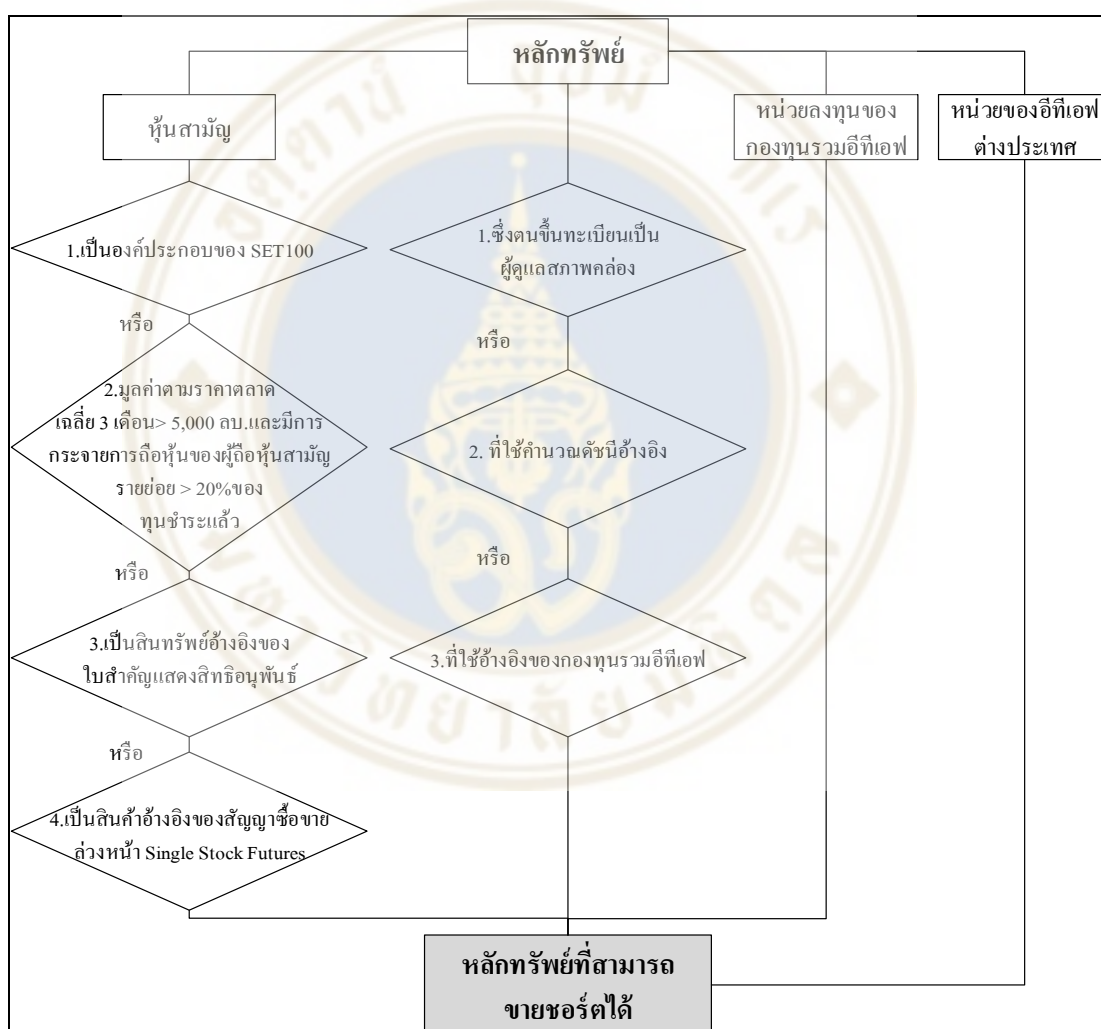 หลักทรัพย์
หุ้นสามัญ
หน่วยลงทุนของ
กองทุนรวมอีทีเอฟ
หน่วยของอีทีเอฟ
ต่างประเทศ
1.เป็นองค์ประกอบของ SET100
หรือ
2.มูลค่าตามราคาตลาด
เฉลี่ย 3 เดือน> 5,000 ลบ.และมีการ
กระจายการถือหุ้นของผู้ถือหุ้นสามัญ
รายย่อย > 20%ของ
ทุนชำระแล้ว
หรือ
3.เป็นสินทรัพย์อ้างอิงของ
ใบสำคัญแสดงสิทธิอนุพันธ์
หรือ
4.เป็นสินค้าอ้างอิงของสัญญาซื้อขาย
ล่วงหน้า Single Stock Futures
1.ซึ่งตนขึ้นทะเบียนเป็น
ผู้ดูแลสภาพคล่อง
หรือ
2. ที่ใช้คำนวณดัชนีอ้างอิง
หรือ
3.ที่ใช้อ้างอิงของกองทุนรวมอีทีเอฟ
หลักทรัพย์ที่สามารถ
ขายชอร์ตได้
มหาวิทยาลัยมหิดล